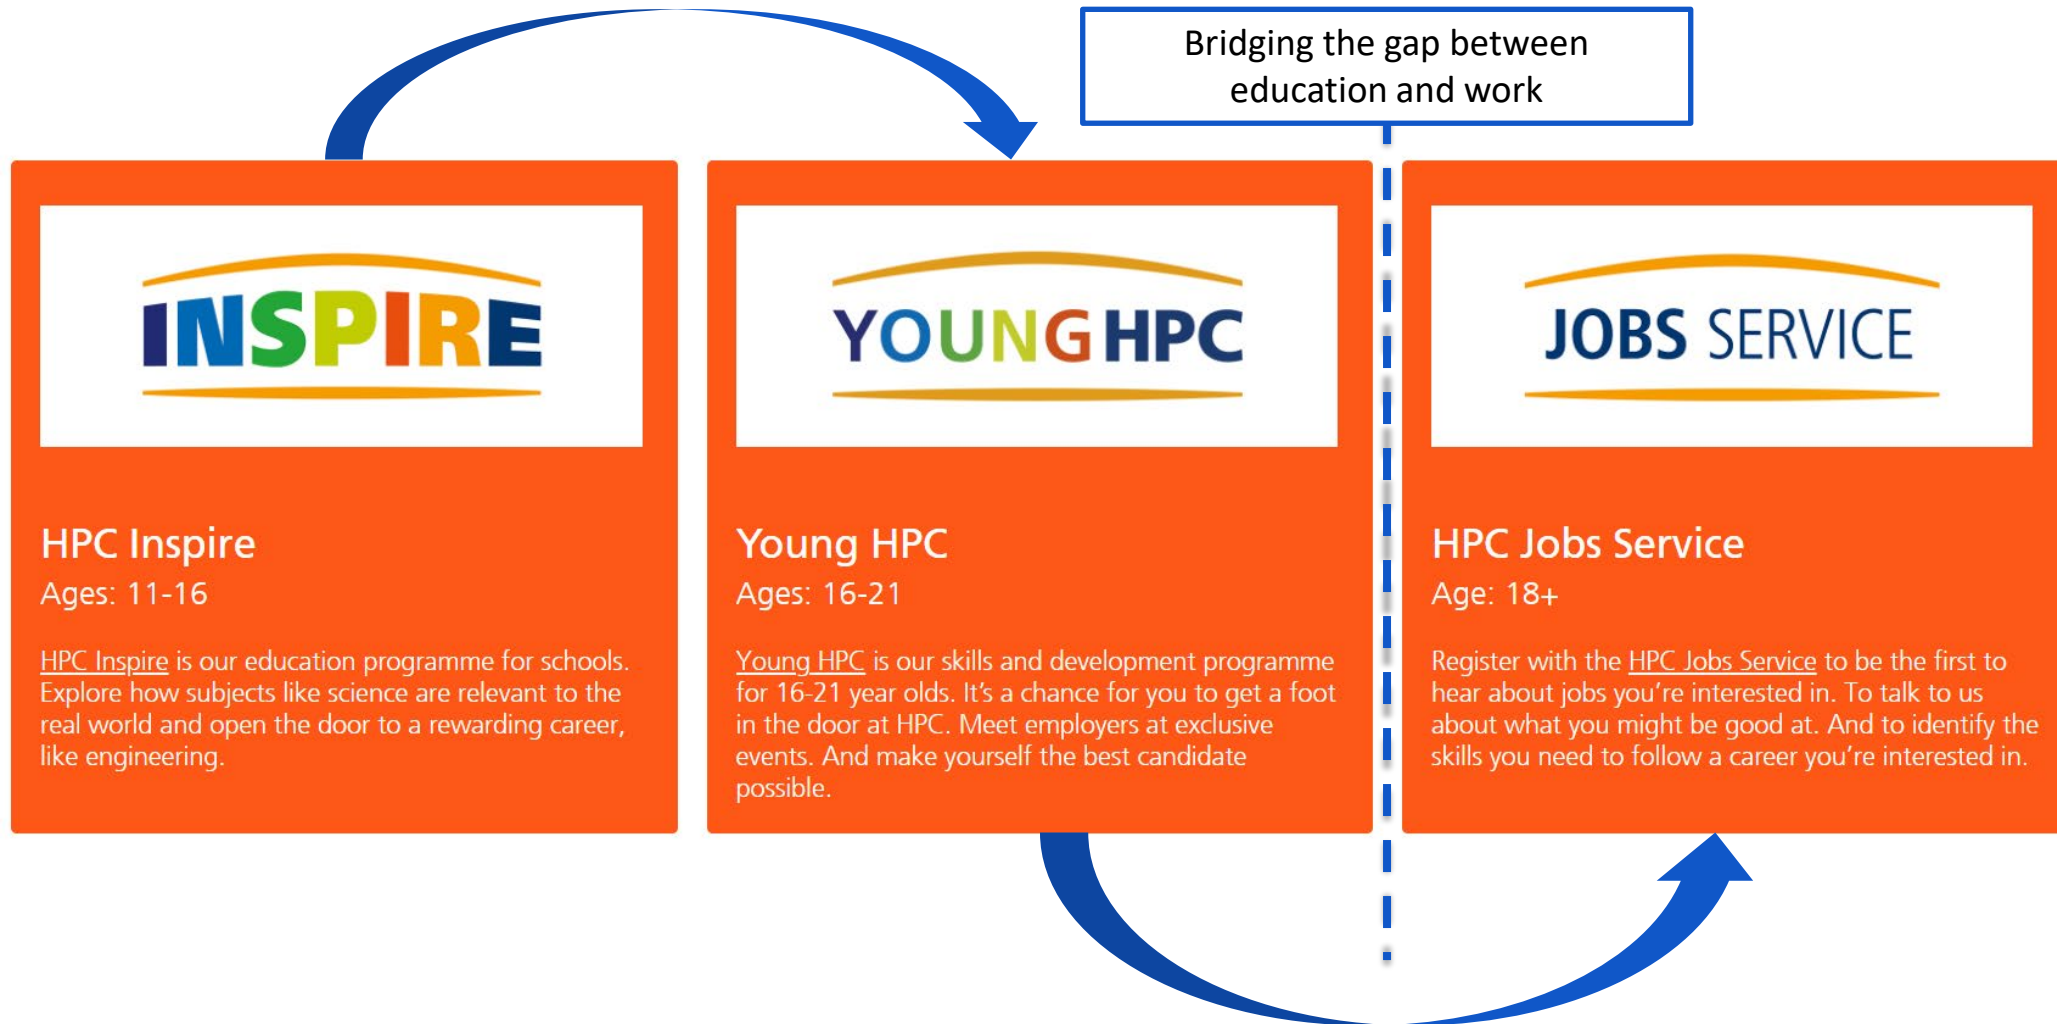 Bridging the gap between
education and work
INSPIRE
HPC Inspire
Ages: 11-16
HPC Inspire is our education programme for schools.
Explore how subjects like science are relevant to the
real world and open the door to a rewarding career,
like engineering.
YOUNG HPC
Young HPC
Ages: 16-21
Young HPC is our skills and development programme
for 16-21 year olds. It’s a chance for you to get a foot
in the door at HPC. Meet employers at exclusive
events. And make yourself the best candidate
possible.
JOBS SERVICE
HPC Jobs Service
Age: 18+
Register with the HPC Jobs Service to be the first to
hear about jobs you’re interested in. To talk to us
about what you might be good at. And to identify the
skills you need to follow a career you’re interested in.